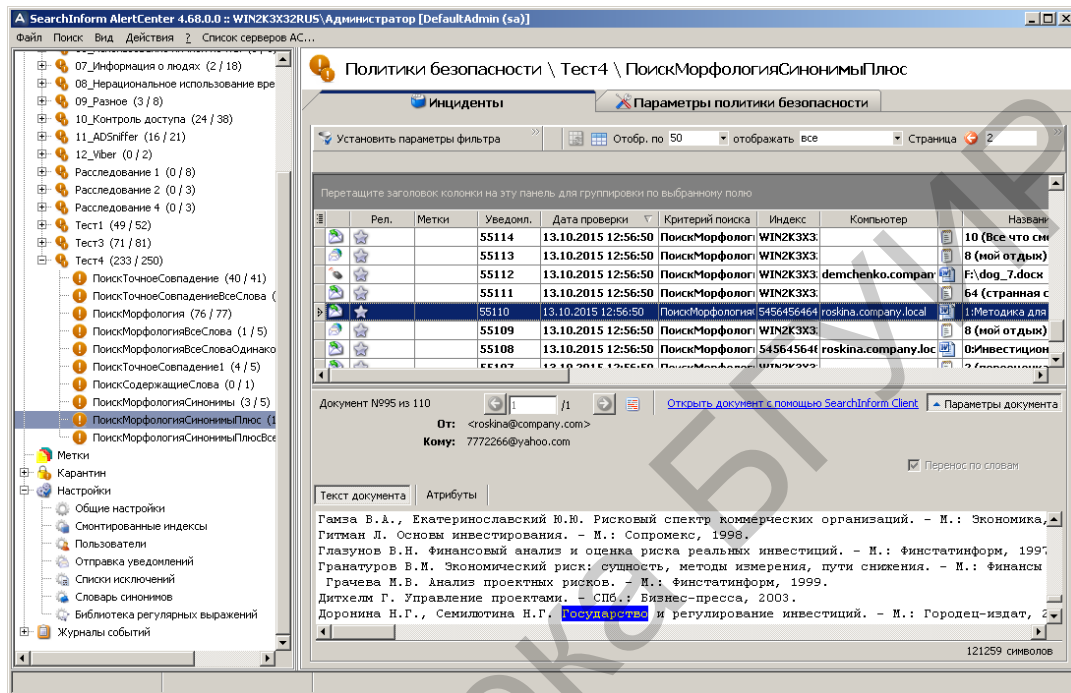 SearchInform AlertCenter 4.68.0.0 :: WIN2K3X32RUS\Администратор [DefaultAdmin (sa)]
Файл Поиск Вид Действия ? Список серверов АС...
07_Информация о людях (2 / 18)
08_Нерациональное использование вре
09_Разное (3 / 8)
10_Контроль доступа (24 / 38)
11_ADSniffer (16 / 21)
12_Viber (0 / 2)
Расследование 1 (0 / 8)
Расследование 2 (0 / 3)
Расследование 4 (0 / 3)
Тест1 (49 / 52)
Тест3 (71 / 81)
Тест4 (233 / 250)
ПоискТочноеСовпадение (40 / 41)
ПоискТочноеСовпадениеВсеСлова (
ПоискМорфология (76 / 77)
ПоискМорфологияВсеСлова (1 / 5)
ПоискМорфологияВсеСловаОдинако
ПоискТочноеСовпадение1 (4 / 5)
ПоискСодержащиеСлова (0 / 1)
ПоискМорфологияСинонимы (3 / 5)
ПоискМорфологияСинонимыПлюс (1
ПоискМорфологияСинонимыПлюсВсе
Метки
Карантин
Настройки
Общие настройки
Смонтированные индексы
Пользователи
Отправка уведомлений
Списки исключений
Словарь синонимов
Библиотека регулярных выражений
Журналы событий
Политики безопасности \ Тест4 \ ПоискМорфологияСинонимыПлюс
Инциденты Параметры политики безопасности
Установить параметры фильтра Отобр. по 50 отображать все Страница 2
Перетащите заголовок колонки на эту панель для группировки по выбранному полю
Рел. Метки Уведомл. Дата проверки Критерий поиска Индекс Компьютер Названи
55114 13.10.2015 12:56:50 ПоискМорфологи WIN2K3X3 10 (Все что сме
55113 13.10.2015 12:56:50 ПоискМорфологи WIN2K3X3 8 (мой отдых)
55112 13.10.2015 12:56:50 ПоискМорфологи WIN2K3X3 demchenko.compan F:\dog_7.docx
55111 13.10.2015 12:56:50 ПоискМорфологи WIN2K3X3 64 (странная с
55110 13.10.2015 12:56:50 ПоискМорфология 5456456464 roskina.company.local 1:Методика для
55109 13.10.2015 12:56:50 ПоискМорфологи WIN2K3X3 8 (мой отдых)
55108 13.10.2015 12:56:50 ПоискМорфологи 545645646 roskina.company.loc 0:Инвестицион
55107 13.10.2015 12:56:50 ПоискМорфологи WIN2K3X3
Документ №95 из 110 1 /1 Открыть документ с помощью SearchInform Client Параметры документа
От: <roskina@company.com>
Кому: 7772266@yahoo.com
Перенос по словам
Текст документа Атрибуты
Гамза В.А., Екатеринославский Ю.Ю. Рисковый спектр коммерческих организаций. – М.: Экономика,
Гитман Л. Основы инвестирования. – М.: Сопромекс, 1998.
Глазунов В.Н. Финансовый анализ и оценка риска реальных инвестиций. – М.: Финстатинформ, 1997
Гранатуров В.М. Экономический риск: сущность, методы измерения, пути снижения. – М.: Финансы
Грачева М.В. Анализ проектных рисков. – М.: Финстатинформ, 1999.
Дитхелм Г. Управление проектами. – СПб.: Бизнес-пресса, 2003.
Доронина Н.Г., Семилютина Н.Г. Государство и регулирование инвестиций. – М.: Городец-издат, 2
121259 символов
ока БГУИР